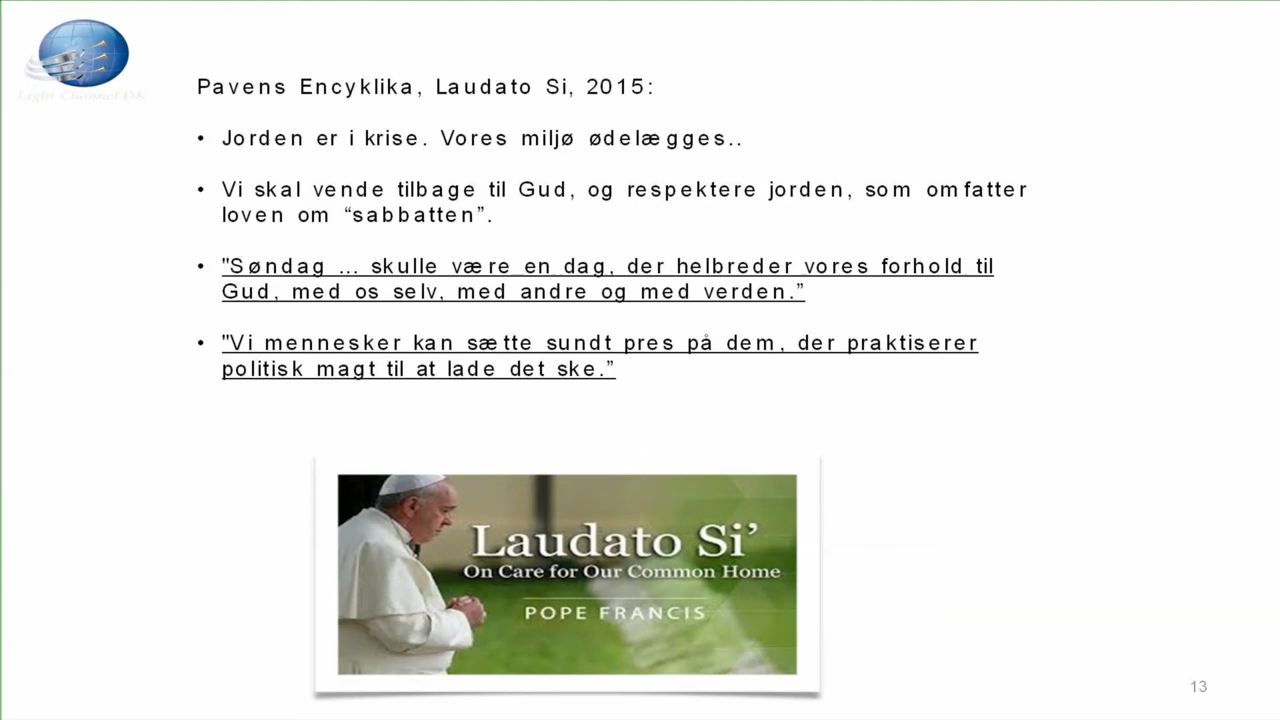 Light Channel DK
Pavens Encyklika, Laudato Si, 2015:
• Jorden er i krise. Vores miljø ødelægges..
• Vi skal vende tilbage til Gud, og respektere jorden, som omfatter
loven om “sabbatten”.
• "Søndag ... skulle være en dag, der helbreder vores forhold til
Gud, med os selv, med andre og med verden.”
• "Vi mennesker kan sætte sundt pres på dem, der praktiserer
politisk magt til at lade det ske.”
Laudato Si’
On Care for Our Common Home
POPE FRANCIS
13